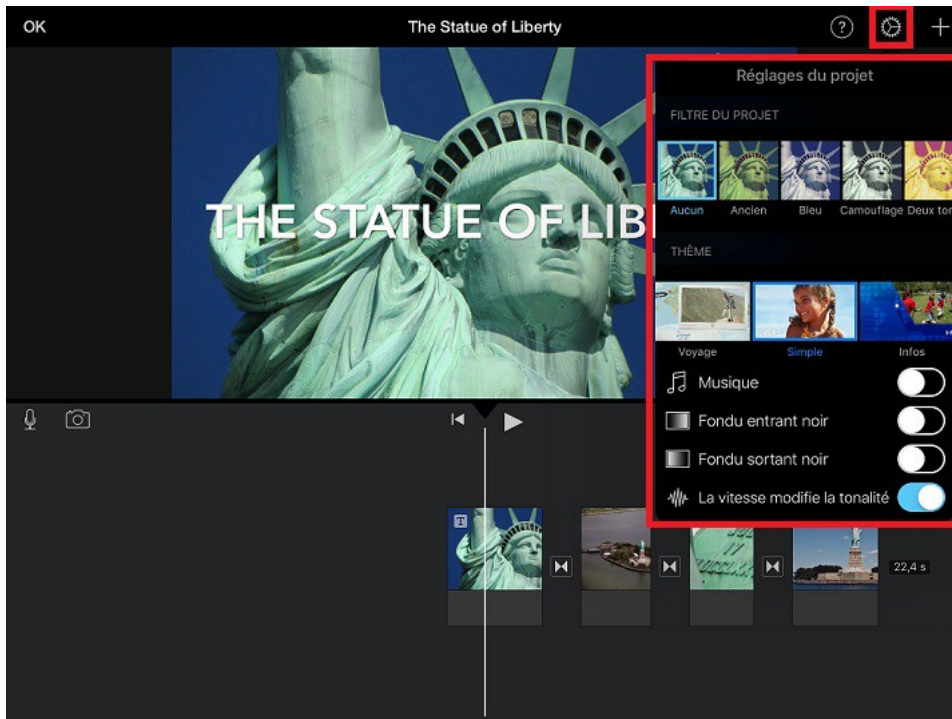 OK
The Statue of Liberty
?
Réglages du projet
FILTRE DU PROJET
Aucun
Ancien
Bleu
Camouflage
Deux ton
THE STATUE OF LIB
THÈME
Voyage
Simple
Infos
Musique
Fondu entrant noir
Fondu sortant noir
La vitesse modifie la tonalité
T
22,4 s